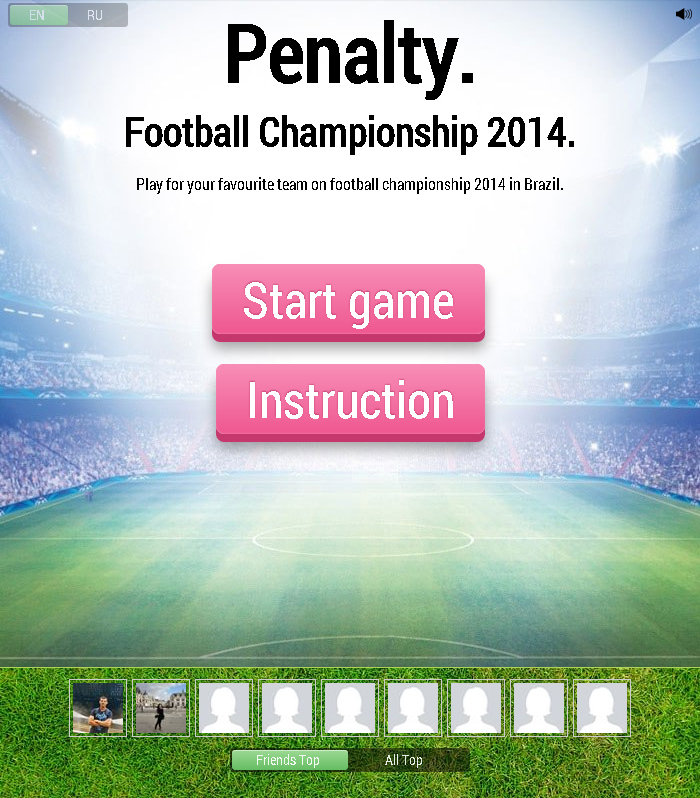 EN RU
Penalty.
Football Championship 2014.
Play for your favourite team on football championship 2014 in Brazil.
Start game
Instruction
Friends Top All Top